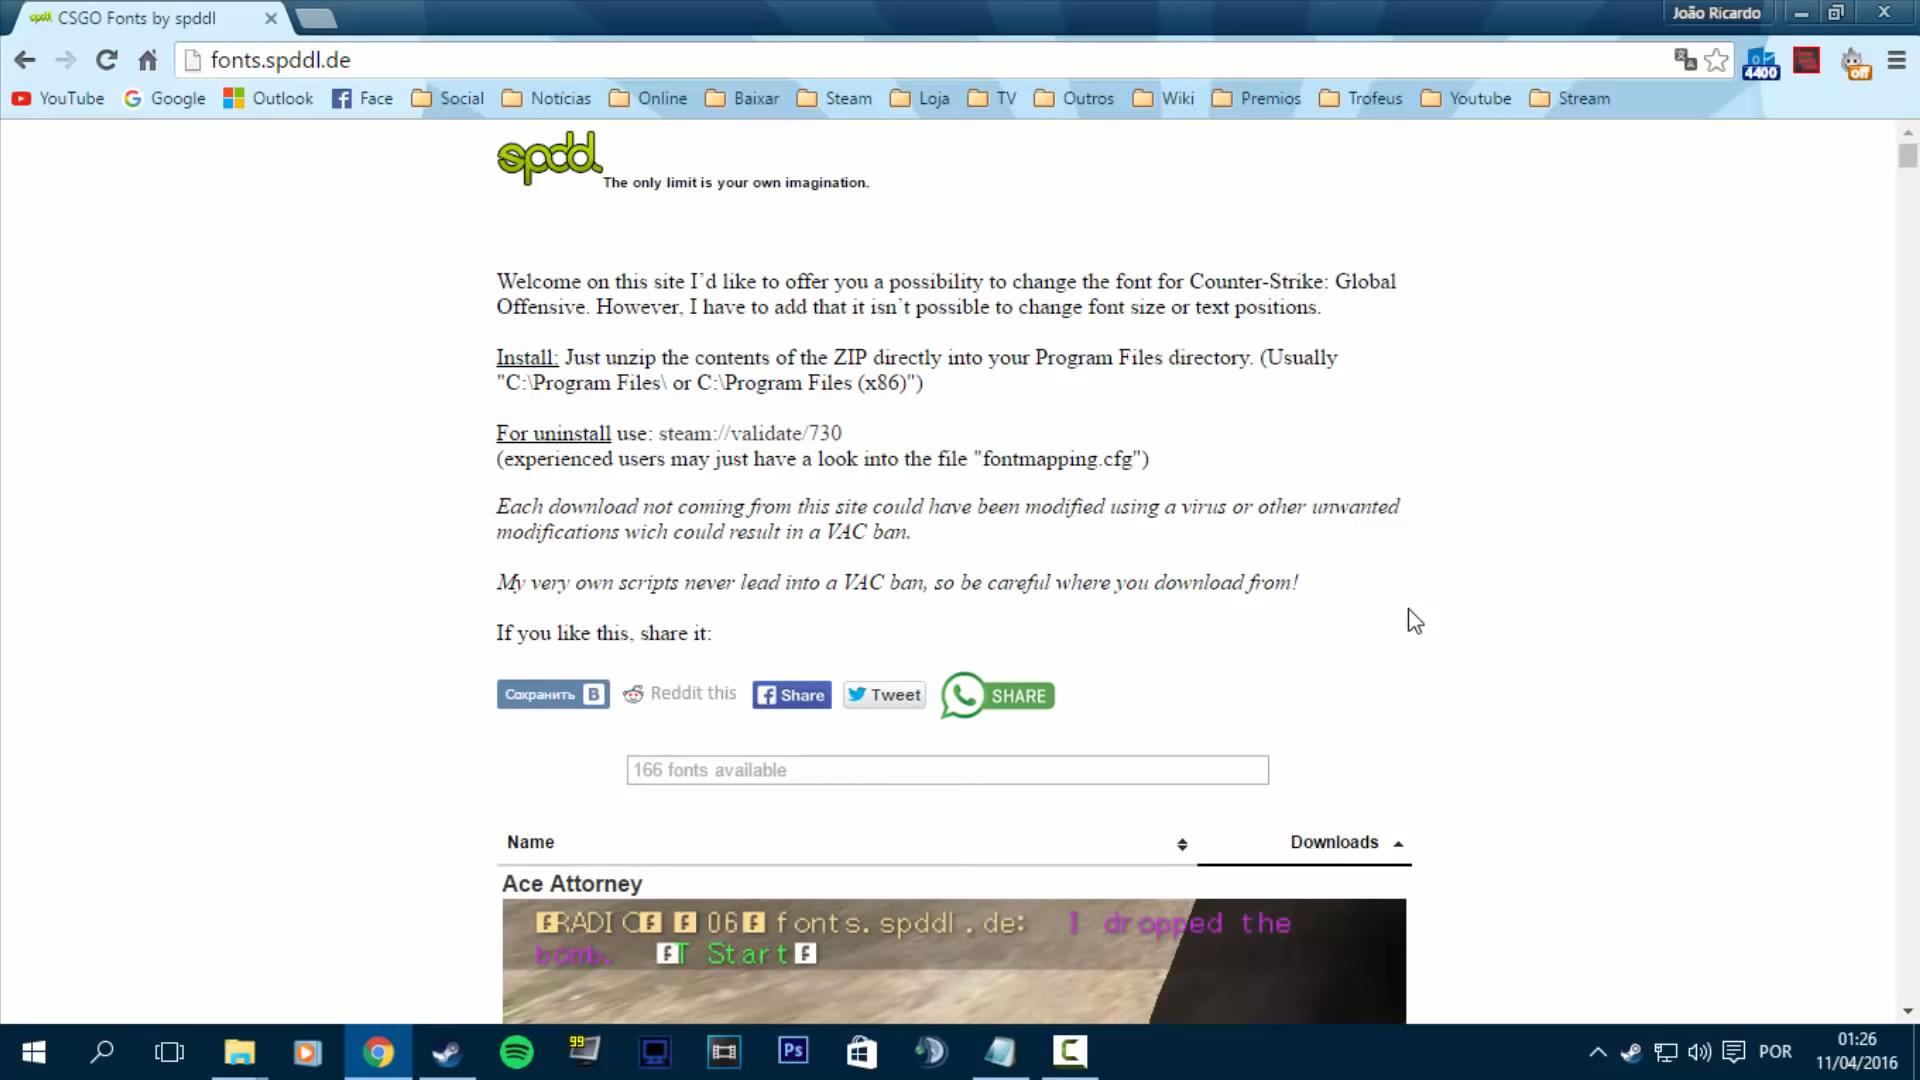 spddl
CSGO Fonts by spddl
João Ricardo
fonts.spddl.de
4400
off
YouTube
Google
Outlook
Face
Social
Notícias
Online
Baixar
Steam
Loja
TV
Outros
Wiki
Premios
Trofeus
Youtube
Stream
spddl
The only limit is your own imagination.
Welcome on this site I'd like to offer you a possibility to change the font for Counter-Strike: Global
Offensive. However, I have to add that it isn't possible to change font size or text positions.
Install: Just unzip the contents of the ZIP directly into your Program Files directory. (Usually
"C:\Program Files\ or C:\Program Files (x86)")
For uninstall use: steam://validate/730
(experienced users may just have a look into the file "fontmapping.cfg")
Each download not coming from this site could have been modified using a virus or other unwanted
modifications wich could result in a VAC ban.
My very own scripts never lead into a VAC ban, so be careful where you download from!
If you like this, share it:
Сохранить B
Reddit this
Share
Tweet
SHARE
166 fonts available
Name
Downloads
Ace Attorney
FRADICF F 06F fonts.spddl.de: I dropped the
bomb. FT StartF
99
Ps
POR
01:26
11/04/2016